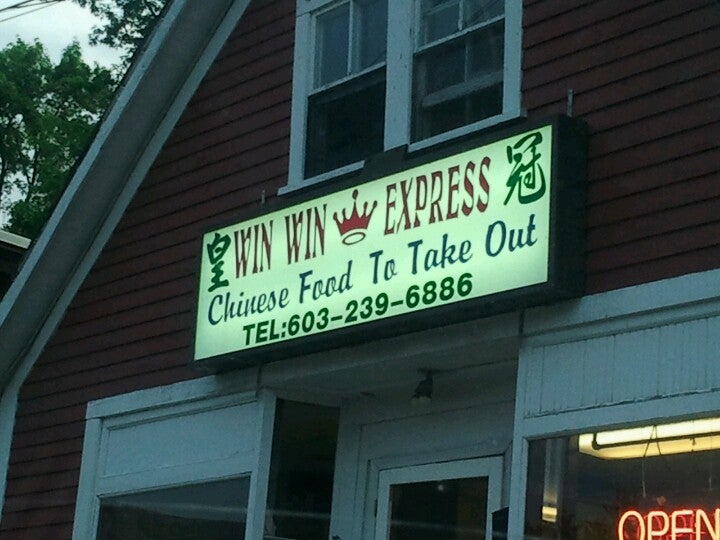 皇 WIN WIN EXPRESS 冠
Chinese Food To Take Out
TEL:603-239-6886
OPEN